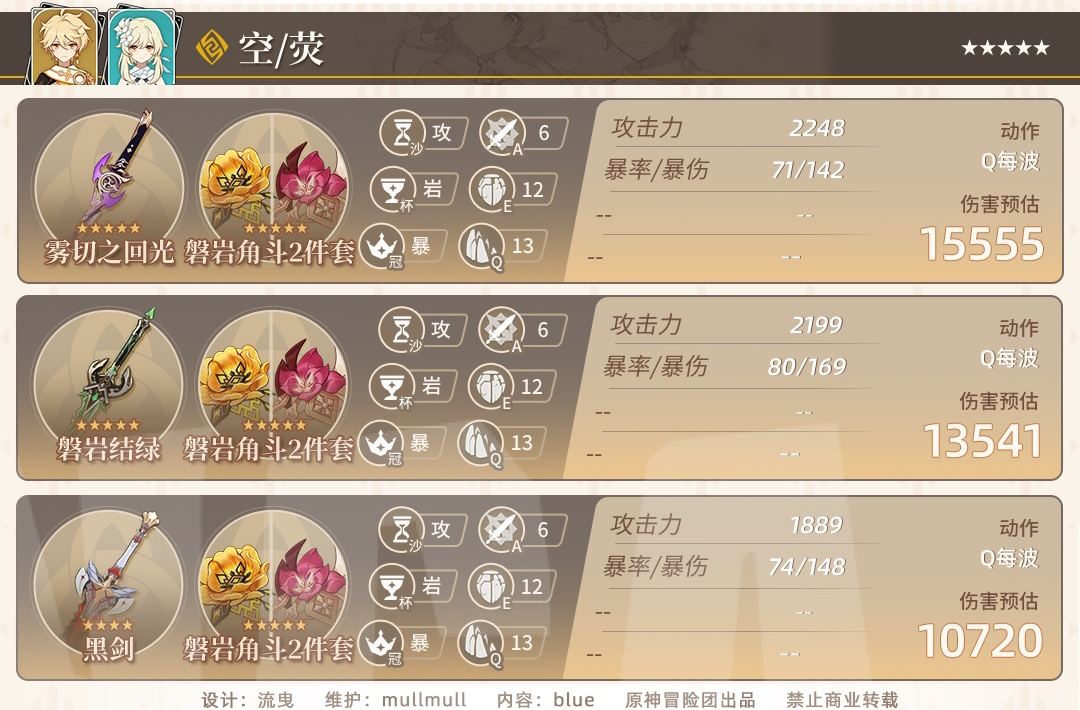 空/荧
★★★★★
雾切之回光
磐岩角斗2件套
沙 攻
A 6
杯 岩
E 12
冠 暴
Q 13
攻击力 2248
暴率/暴伤 71/142
-- --
-- --
动作
Q每波
伤害预估
15555
磐岩结绿
磐岩角斗2件套
沙 攻
A 6
杯 岩
E 12
冠 暴
Q 13
攻击力 2199
暴率/暴伤 80/169
-- --
-- --
动作
Q每波
伤害预估
13541
黑剑
磐岩角斗2件套
沙 攻
A 6
杯 岩
E 12
冠 暴
Q 13
攻击力 1889
暴率/暴伤 74/148
-- --
-- --
动作
Q每波
伤害预估
10720
设计：流曳 维护：mullmull 内容：blue 原神冒险团出品 禁止商业转载